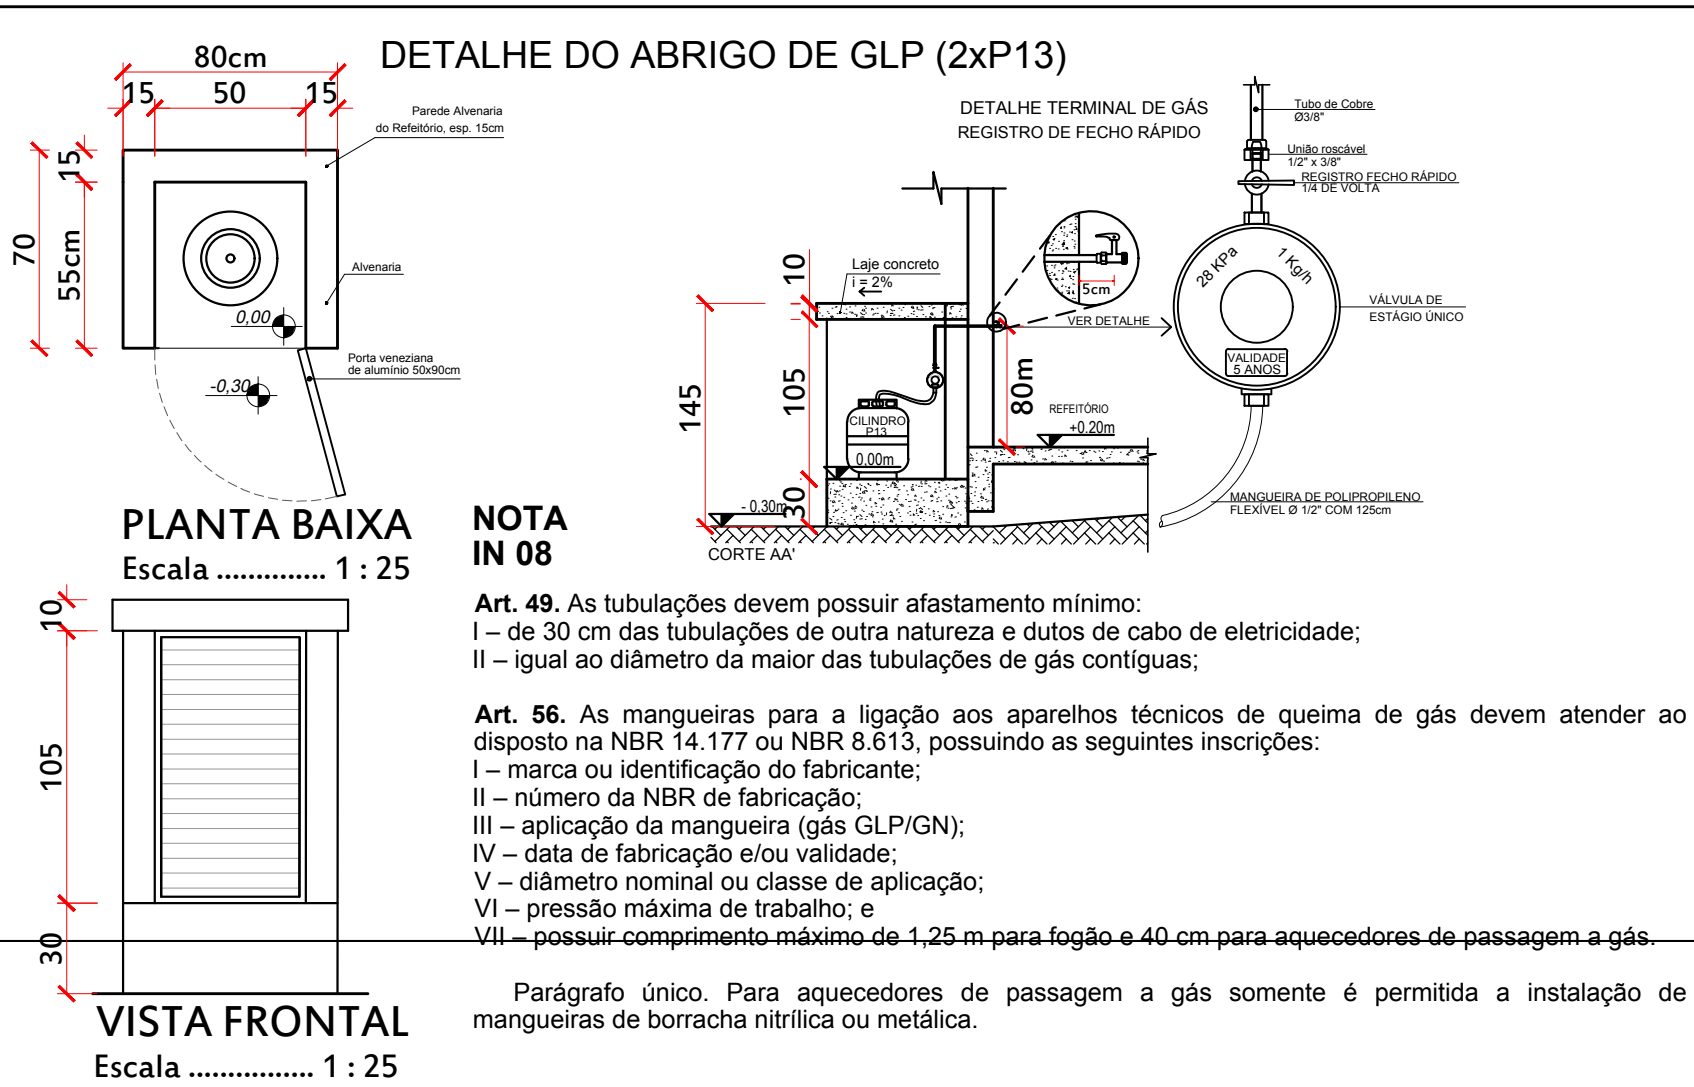 DETALHE DO ABRIGO DE GLP (2xP13)
80cm
15 50 15
Parede Alvenaria
do Refeitório, esp. 15cm
15
70
55cm
Alvenaria
0,00
-0,30
Porta veneziana
de alumínio 50x90cm
PLANTA BAIXA
Escala .............. 1 : 25
DETALHE TERMINAL DE GÁS
REGISTRO DE FECHO RÁPIDO
Laje concreto
i = 2%
10
105
145
30
CILINDRO
P13
0,00m
- 0,30m
CORTE AA'
5cm
VER DETALHE
80m
REFEITÓRIO
+0.20m
Tubo de Cobre
Ø3/8"
União roscável
1/2" x 3/8"
REGISTRO FECHO RÁPIDO
1/4 DE VOLTA
28 KPa
1 Kg/h
VALIDADE
5 ANOS
VÁLVULA DE
ESTÁGIO ÚNICO
MANGUEIRA DE POLIPROPILENO
FLEXÍVEL Ø 1/2" COM 125cm
10
105
30
VISTA FRONTAL
Escala ................ 1 : 25
NOTA
IN 08
Art. 49. As tubulações devem possuir afastamento mínimo:
I – de 30 cm das tubulações de outra natureza e dutos de cabo de eletricidade;
II – igual ao diâmetro da maior das tubulações de gás contíguas;
Art. 56. As mangueiras para a ligação aos aparelhos técnicos de queima de gás devem atender ao
disposto na NBR 14.177 ou NBR 8.613, possuindo as seguintes inscrições:
I – marca ou identificação do fabricante;
II – número da NBR de fabricação;
III – aplicação da mangueira (gás GLP/GN);
IV – data de fabricação e/ou validade;
V – diâmetro nominal ou classe de aplicação;
VI – pressão máxima de trabalho; e
VII – possuir comprimento máximo de 1,25 m para fogão e 40 cm para aquecedores de passagem a gás.
Parágrafo único. Para aquecedores de passagem a gás somente é permitida a instalação de
mangueiras de borracha nitrílica ou metálica.